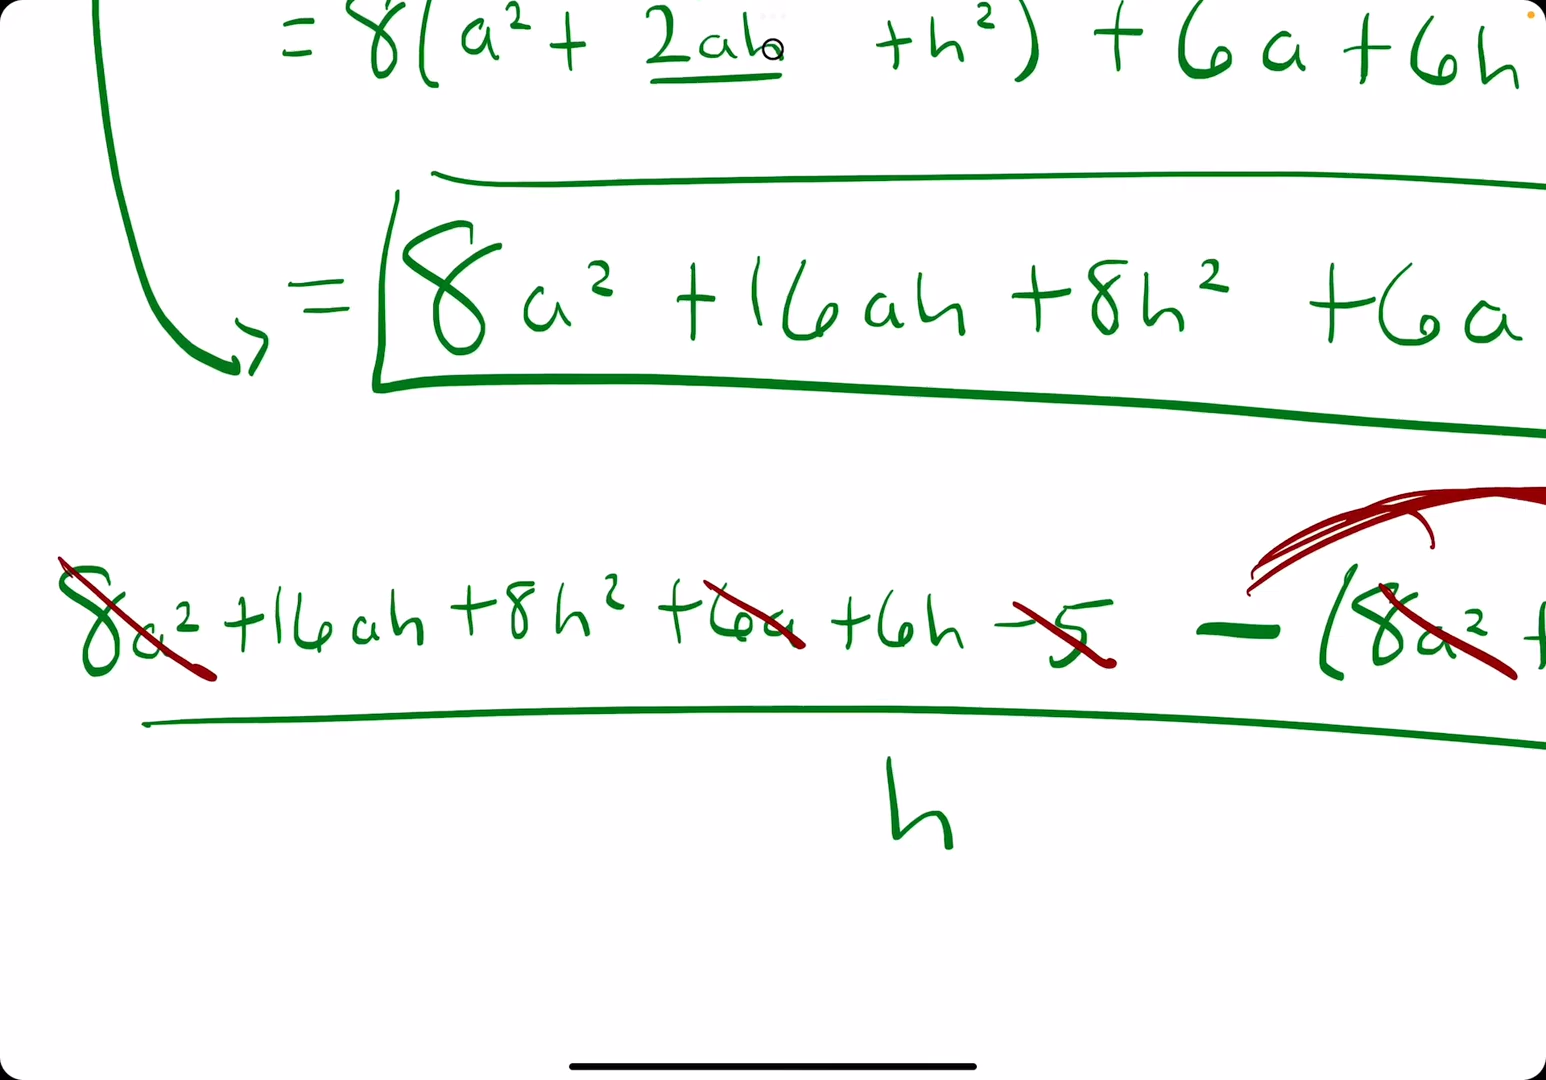 = 8(a² + 2ah + h²) + 6a + 6h
= 8a² + 16ah + 8h² + 6a
8a² + 16ah + 8h² + 6a + 6h - 5 - (8a² +
h